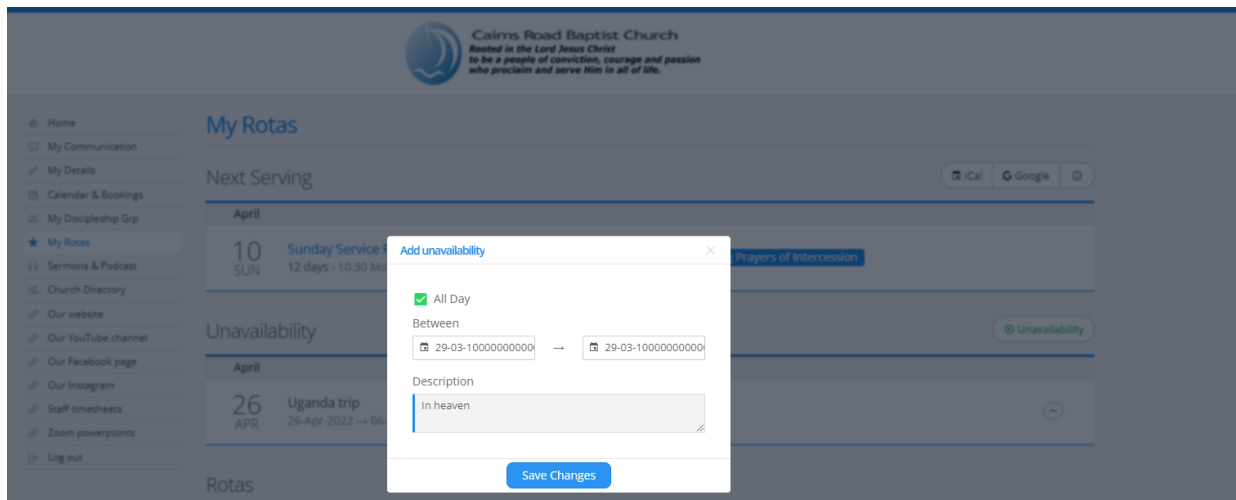 Cairns Road Baptist Church
Rooted in the Lord Jesus Christ
to be a people of conviction, courage and passion
who proclaim and serve Him in all of life.
Home
My Communication
My Details
Calendar & Bookings
My Discipleship Grp
My Rotas
Sermons & Podcast
Church Directory
Our website
Our YouTube channel
Our Facebook page
Our Instagram
Staff timesheets
Zoom powerpoints
Log out
My Rotas
Next Serving
iCal
Google
April
10
SUN
Sunday Service
12 days - 10.30
Prayers of Intercession
Unavailability
Unavailability
April
26
APR
Uganda trip
26-Apr-2022 → 06-
Rotas
Add unavailability
All Day
Between
29-03-10000000000 → 29-03-10000000000
Description
In heaven
Save Changes